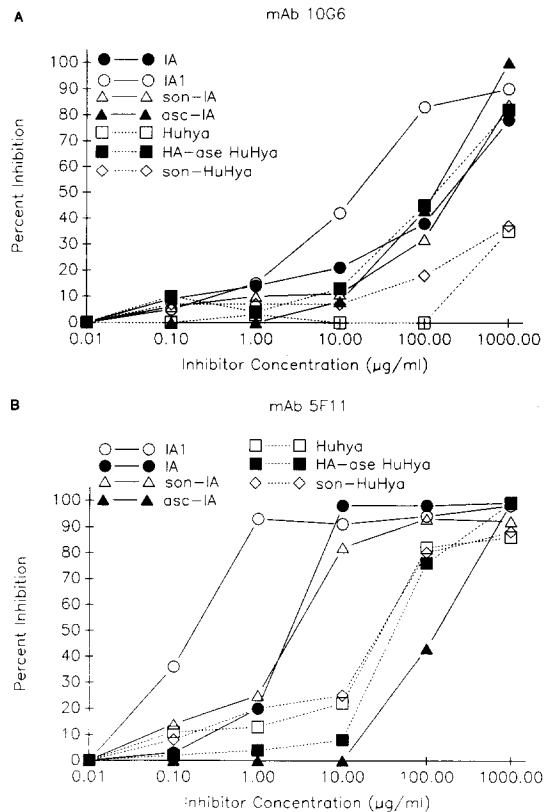 A
mAb 10G6
IA
IA1
son-IA
asc-IA
Huhya
HA-ase HuHya
son-HuHya
Percent Inhibition
100
90
80
70
60
50
40
30
20
10
0
0.01
0.10
1.00
10.00
100.00
1000.00
Inhibitor Concentration (µg/ml)
B
mAb 5F11
IA1
IA
son-IA
asc-IA
Huhya
HA-ase HuHya
son-HuHya
Percent Inhibition
100
90
80
70
60
50
40
30
20
10
0
0.01
0.10
1.00
10.00
100.00
1000.00
Inhibitor Concentration (µg/ml)